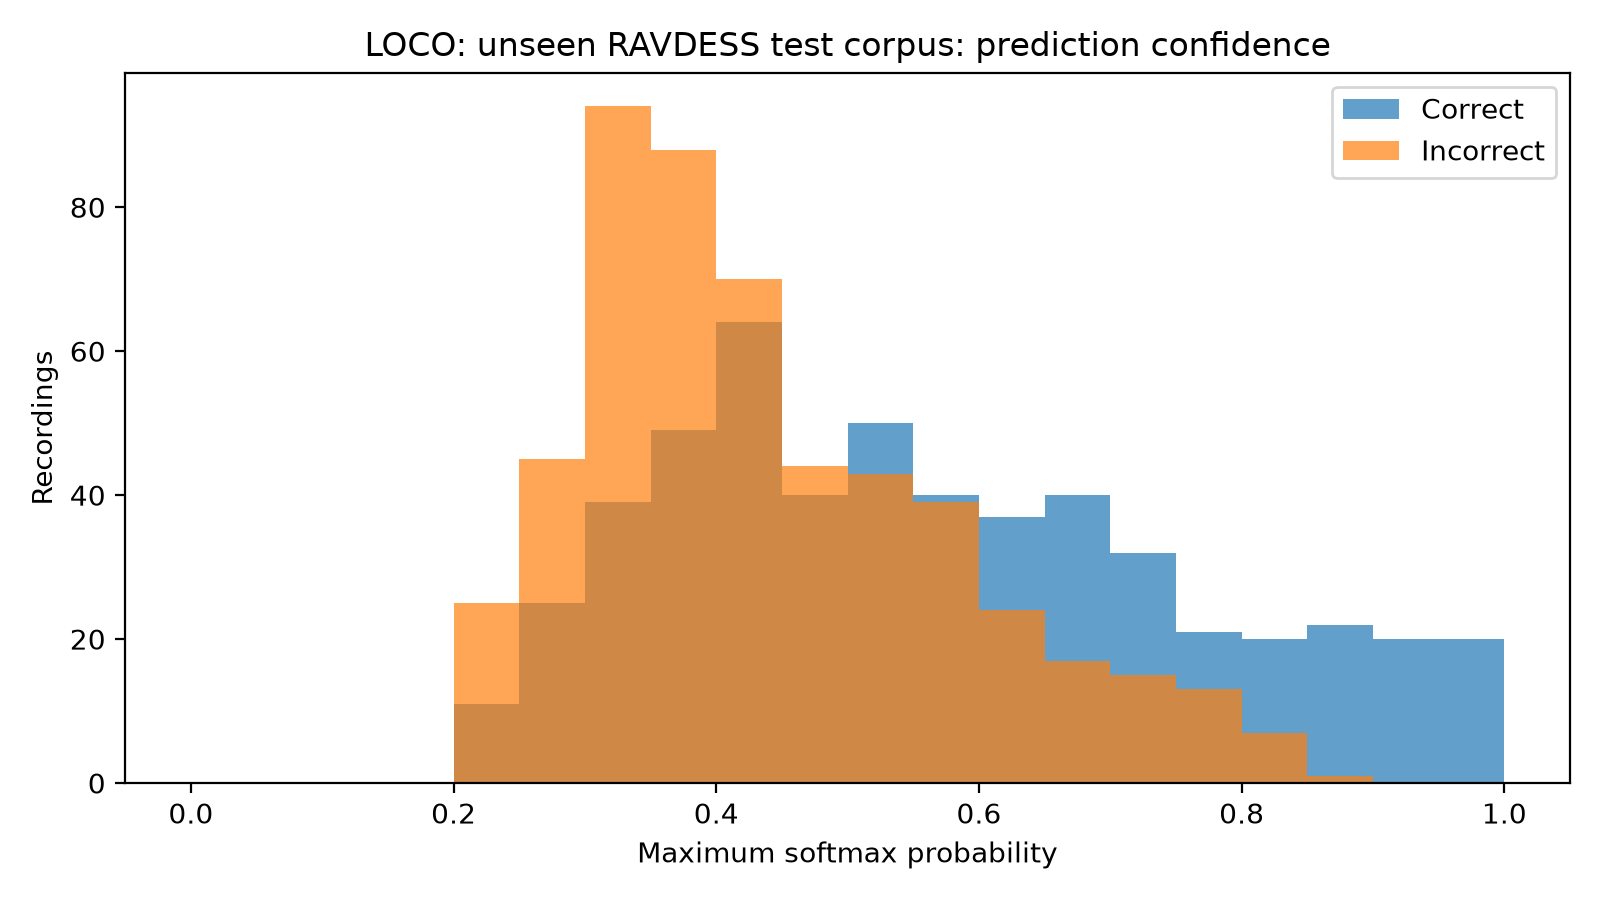 LOCO: unseen RAVDESS test corpus: prediction confidence
Correct
Incorrect
80
60
40
20
0
Recordings
0.0 0.2 0.4 0.6 0.8 1.0
Maximum softmax probability